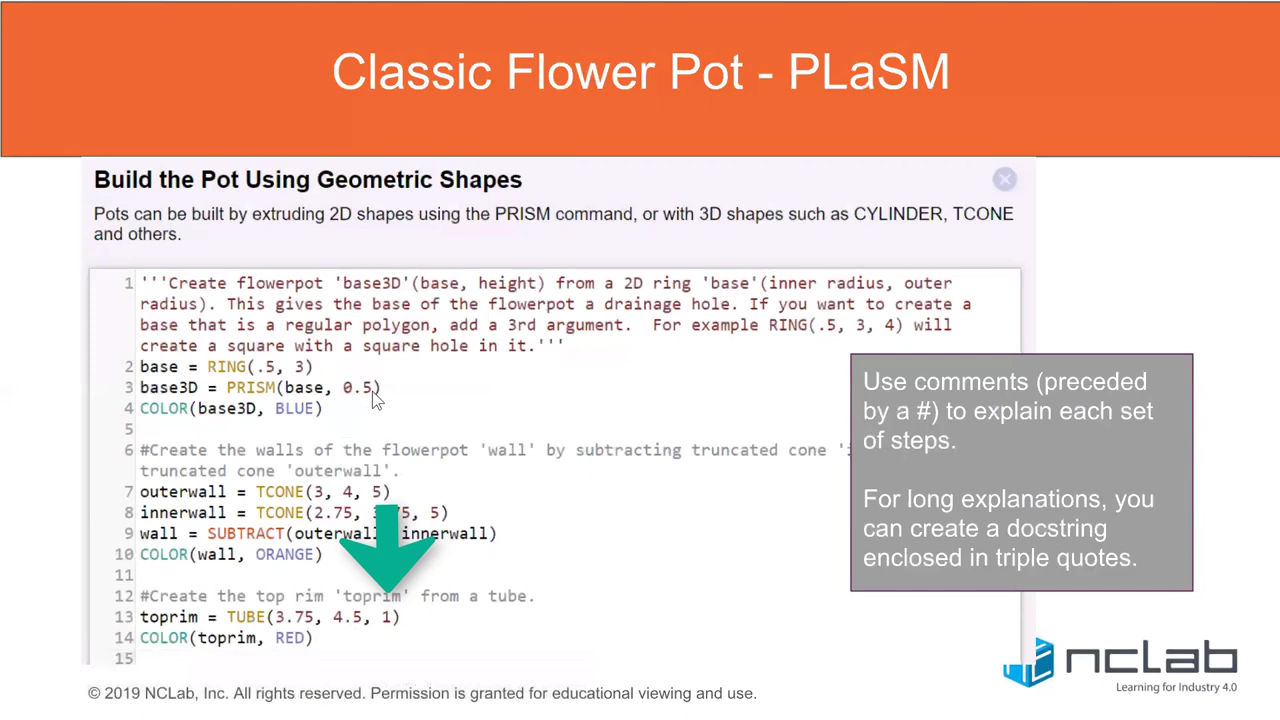 Classic Flower Pot - PLaSM
Build the Pot Using Geometric Shapes
Pots can be built by extruding 2D shapes using the PRISM command, or with 3D shapes such as CYLINDER, TCONE
and others.
1 '''Create flowerpot 'base3D'(base, height) from a 2D ring 'base'(inner radius, outer
radius). This gives the base of the flowerpot a drainage hole. If you want to create a
base that is a regular polygon, add a 3rd argument.  For example RING(.5, 3, 4) will
create a square with a square hole in it.'''
2 base = RING(.5, 3)
3 base3D = PRISM(base, 0.5)
4 COLOR(base3D, BLUE)
5
6 #Create the walls of the flowerpot 'wall' by subtracting truncated cone
truncated cone 'outerwall'.
7 outerwall = TCONE(3, 4, 5)
8 innerwall = TCONE(2.75, 5, 5)
9 wall = SUBTRACT(outerwall innerwall)
10 COLOR(wall, ORANGE)
11
12 #Create the top rim 'toprim' from a tube.
13 toprim = TUBE(3.75, 4.5, 1)
14 COLOR(toprim, RED)
15
Use comments (preceded
by a #) to explain each set
of steps.
For long explanations, you
can create a docstring
enclosed in triple quotes.
nclab
Learning for Industry 4.0
© 2019 NCLab, Inc. All rights reserved. Permission is granted for educational viewing and use.